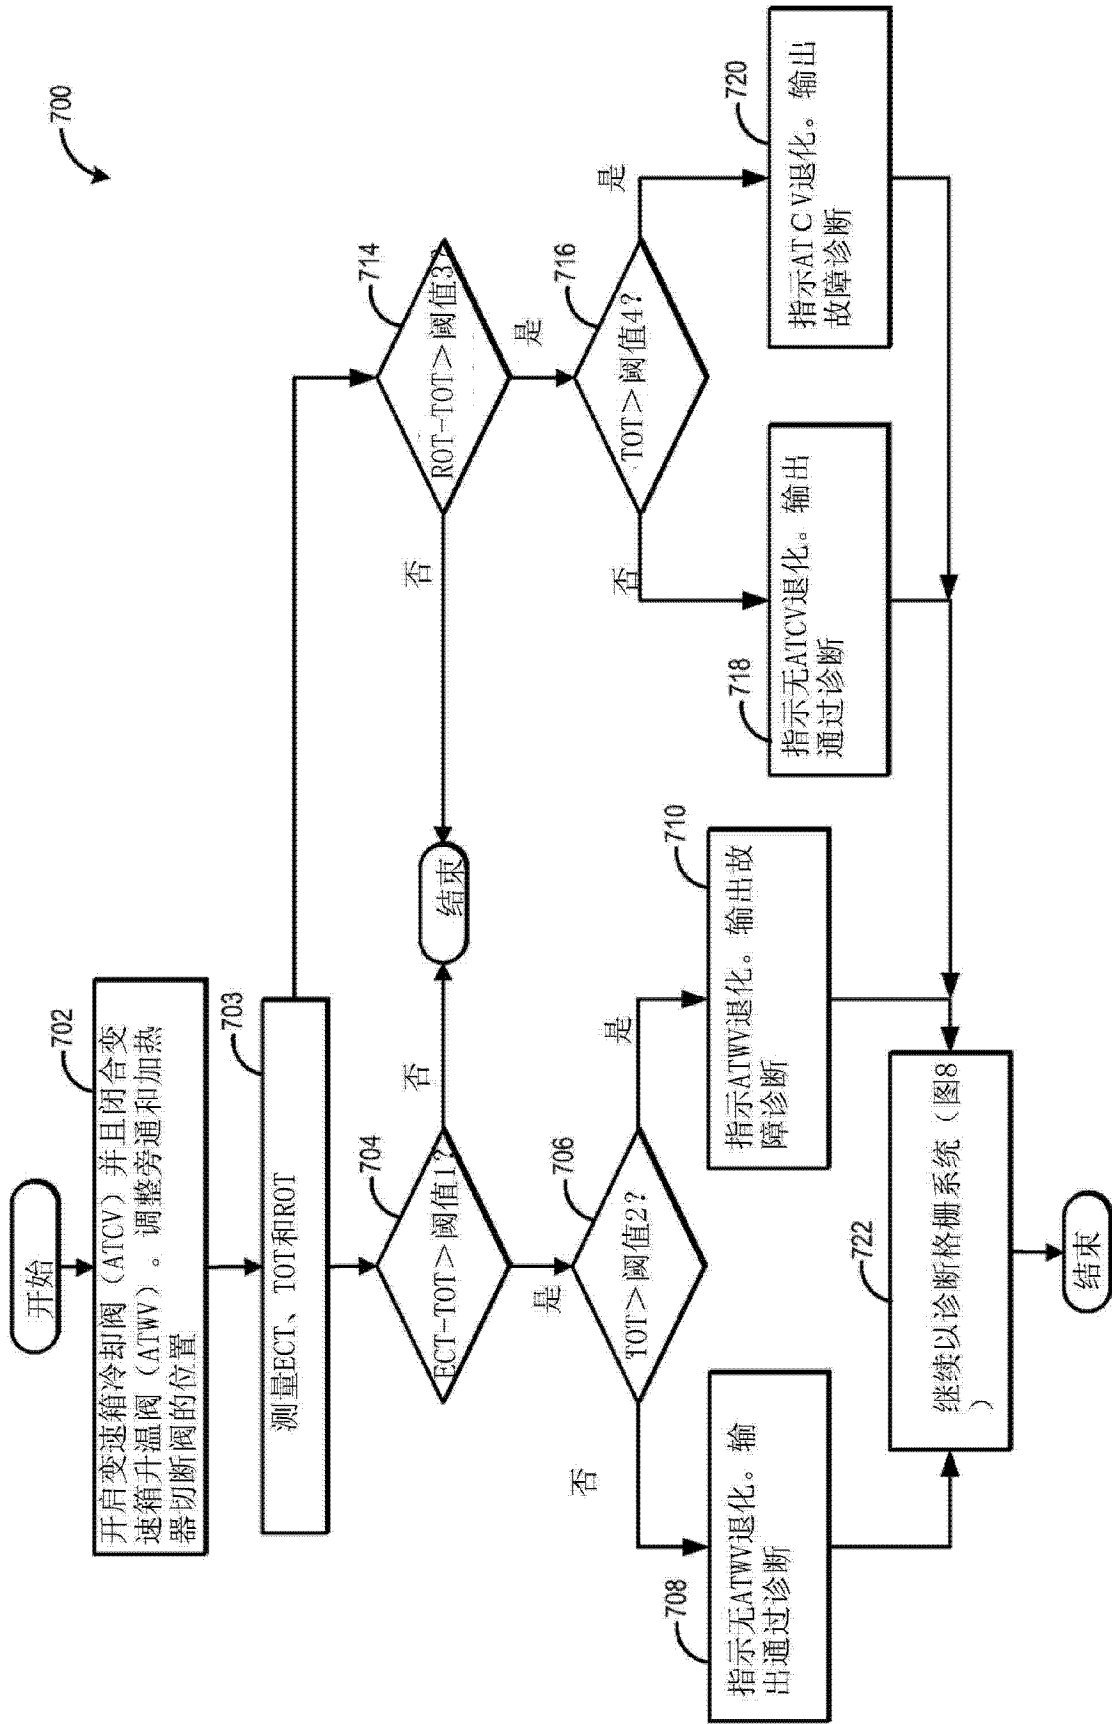 700
开始
702
开启变速箱冷却阀（ATCV）并且闭合变
速箱升温阀（ATWV）。调整旁通和加热
器切断阀的位置
703
测量ECT、TOT和ROT
704
ECT-TOT>阈值1?
否
结束
是
714
ROT-TOT>阈值3?
否
是
706
TOT>阈值2?
否
是
716
TOT>阈值4?
否
是
708
指示无ATWV退化。输
出通过诊断
710
指示ATWV退化。输出故
障诊断
718
指示无ATCV退化。输出
通过诊断
720
指示ATCV退化。输出
故障诊断
722
继续以诊断格栅系统（图8
）
结束